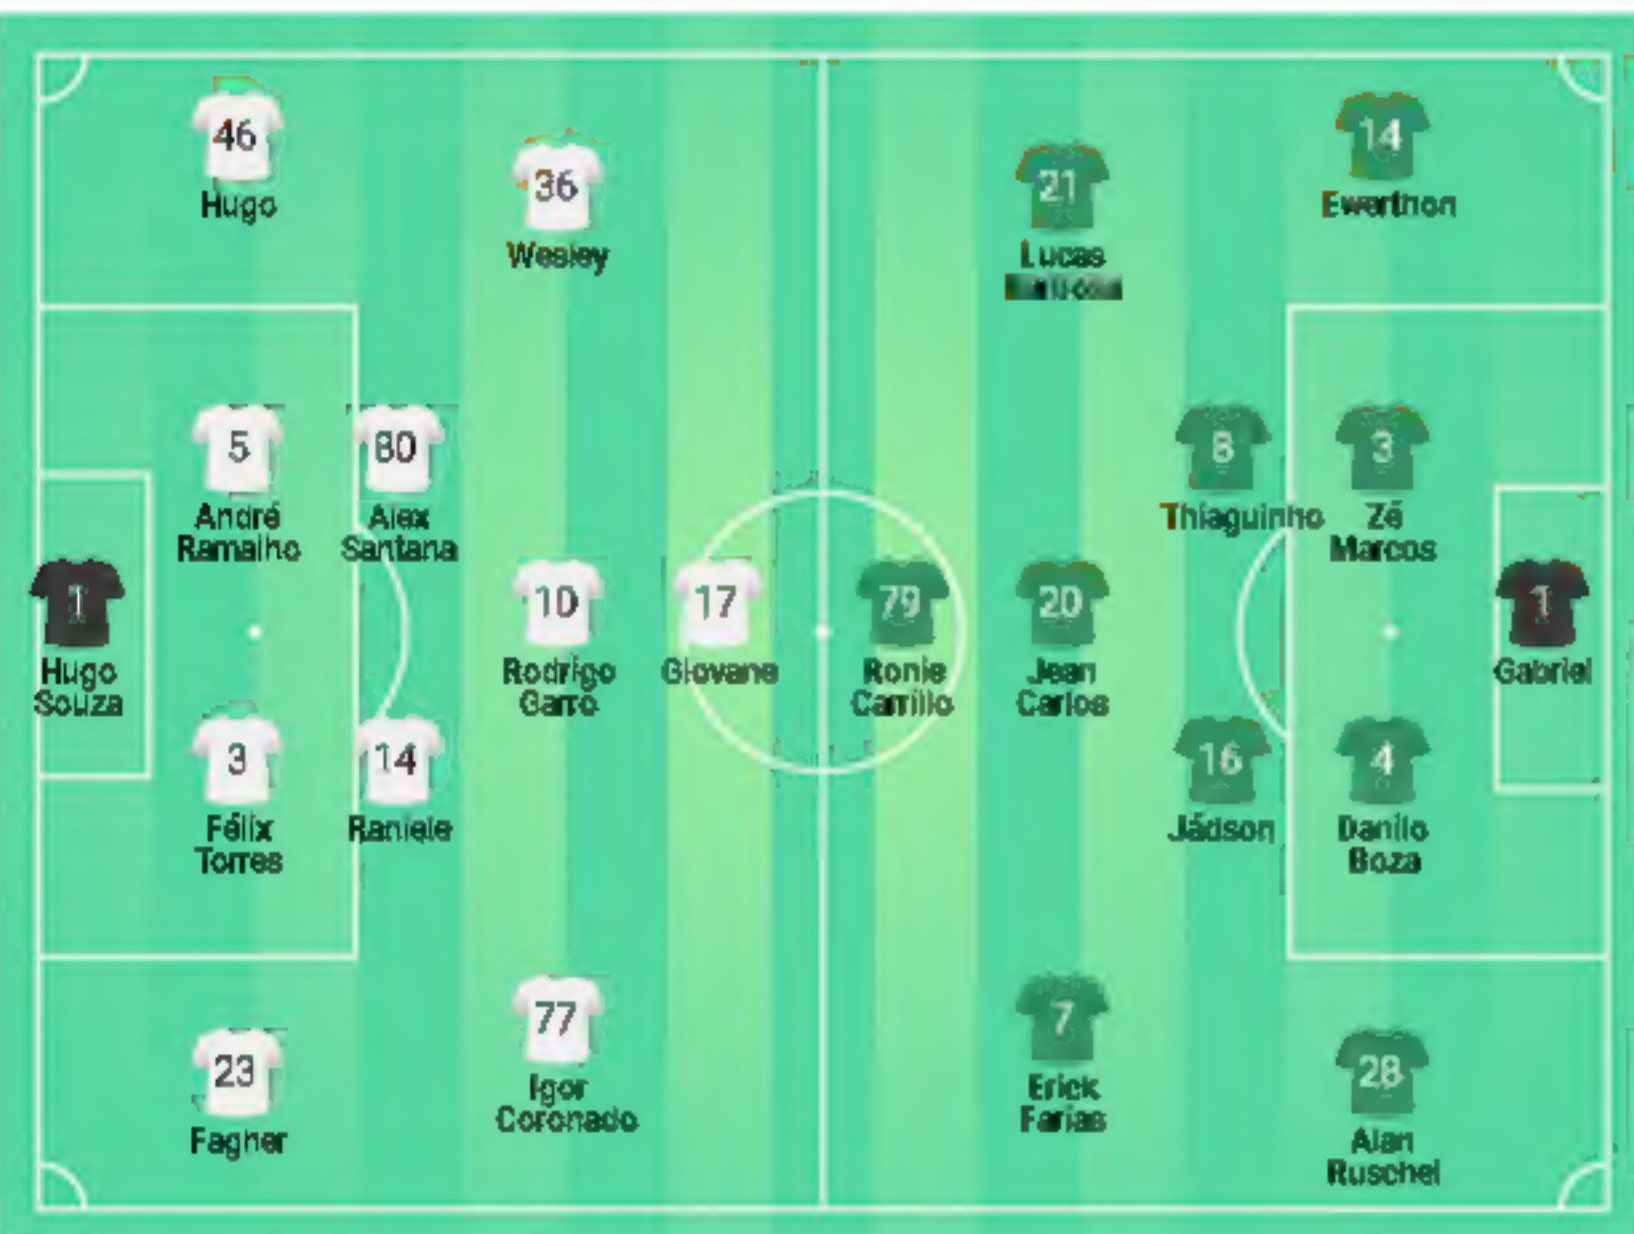 46
Hugo
36
Wesley
21
Lucas
14
Ewerthon
5
André
Ramalho
80
Alex
Santana
8
Thiaguinho
3
Zé
Marcos
1
Hugo
Souza
10
Rodrigo
Garro
17
Giovane
79
Ronie
Carrillo
20
Jean
Carlos
1
Gabriel
3
Félix
Torres
14
Raniele
16
Jádson
4
Danilo
Boza
23
Fagner
77
Igor
Coronado
7
Erick
Farias
28
Alan
Ruschel